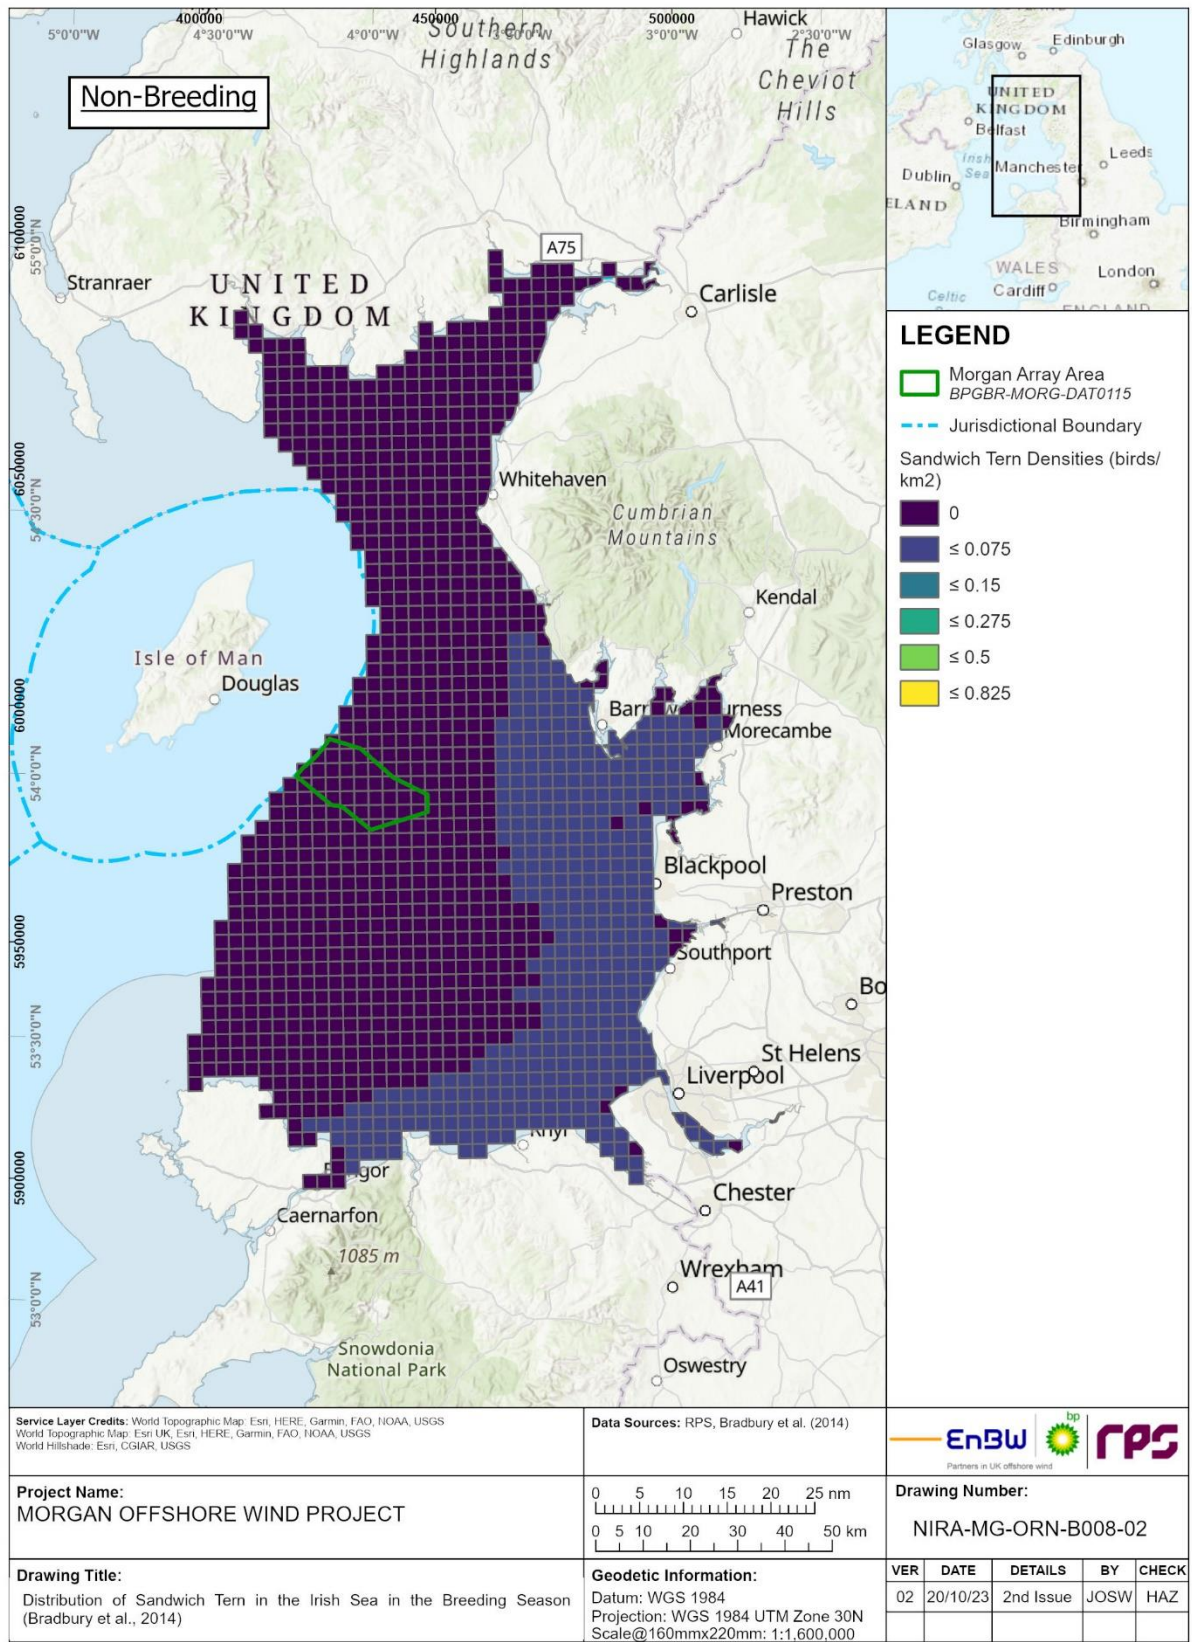 400000
450000
500000
5°0'0"W
4°30'0"W
4°0'0"W
3°0'0"W
2°30'0"W
Non-Breeding
Southern
Highlands
Hawick
The
Cheviot
Hills
6100000
55°0'0"N
6050000
54°30'0"N
6000000
54°0'0"N
5950000
53°30'0"N
5900000
53°0'0"N
Stranraer
UNITED
KINGDOM
A75
Carlisle
Whitehaven
Cumbrian
Mountains
Kendal
Isle of Man
Douglas
Morecambe
Blackpool
Preston
Southport
Bo
St Helens
Liverpool
Chester
Caernarfon
1085 m
Wrexham
A41
Snowdonia
National Park
Oswestry
Glasgow
Edinburgh
UNITED
KINGDOM
Belfast
Irish
Sea
Leeds
Manchester
Dublin
ELAND
Birmingham
WALES
London
Cardiff
Celtic
LEGEND
Morgan Array Area
BPGBR-MORG-DAT0115
Jurisdictional Boundary
Sandwich Tern Densities (birds/
km2)
0
≤ 0.075
≤ 0.15
≤ 0.275
≤ 0.5
≤ 0.825
Service Layer Credits: World Topographic Map: Esri, HERE, Garmin, FAO, NOAA, USGS
World Topographic Map: Esri UK, Esri, HERE, Garmin, FAO, NOAA, USGS
World Hillshade: Esri, CGIAR, USGS
Data Sources: RPS, Bradbury et al. (2014)
EnBW
bp
rps
Partners in UK offshore wind
Project Name:
MORGAN OFFSHORE WIND PROJECT
0 5 10 15 20 25 nm
0 5 10 20 30 40 50 km
Drawing Number:
NIRA-MG-ORN-B008-02
Drawing Title:
Distribution of Sandwich Tern in the Irish Sea in the Breeding Season
(Bradbury et al., 2014)
Geodetic Information:
Datum: WGS 1984
Projection: WGS 1984 UTM Zone 30N
Scale@160mmx220mm: 1:1,600,000
VER DATE DETAILS BY CHECK
02 20/10/23 2nd Issue JOSW HAZ